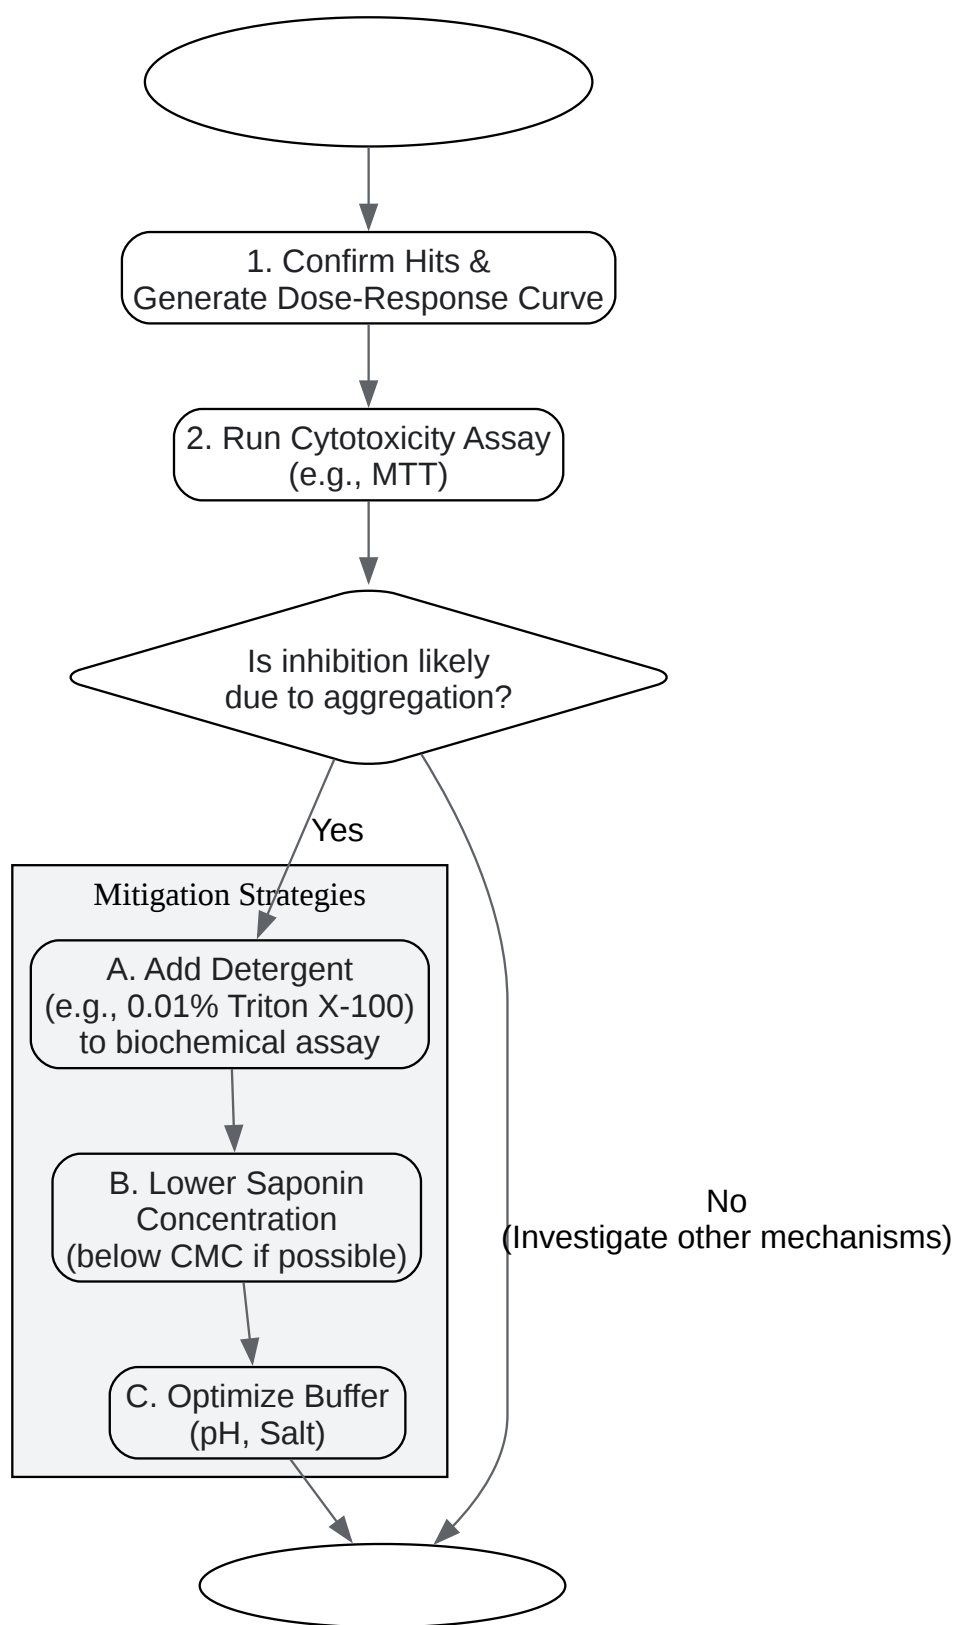 1. Confirm Hits &
Generate Dose-Response Curve
2. Run Cytotoxicity Assay
(e.g., MTT)
Is inhibition likely
due to aggregation?
Yes
Mitigation Strategies
A. Add Detergent
(e.g., 0.01% Triton X-100)
to biochemical assay
B. Lower Saponin
Concentration
(below CMC if possible)
No
(Investigate other mechanisms)
C. Optimize Buffer
(pH, Salt)